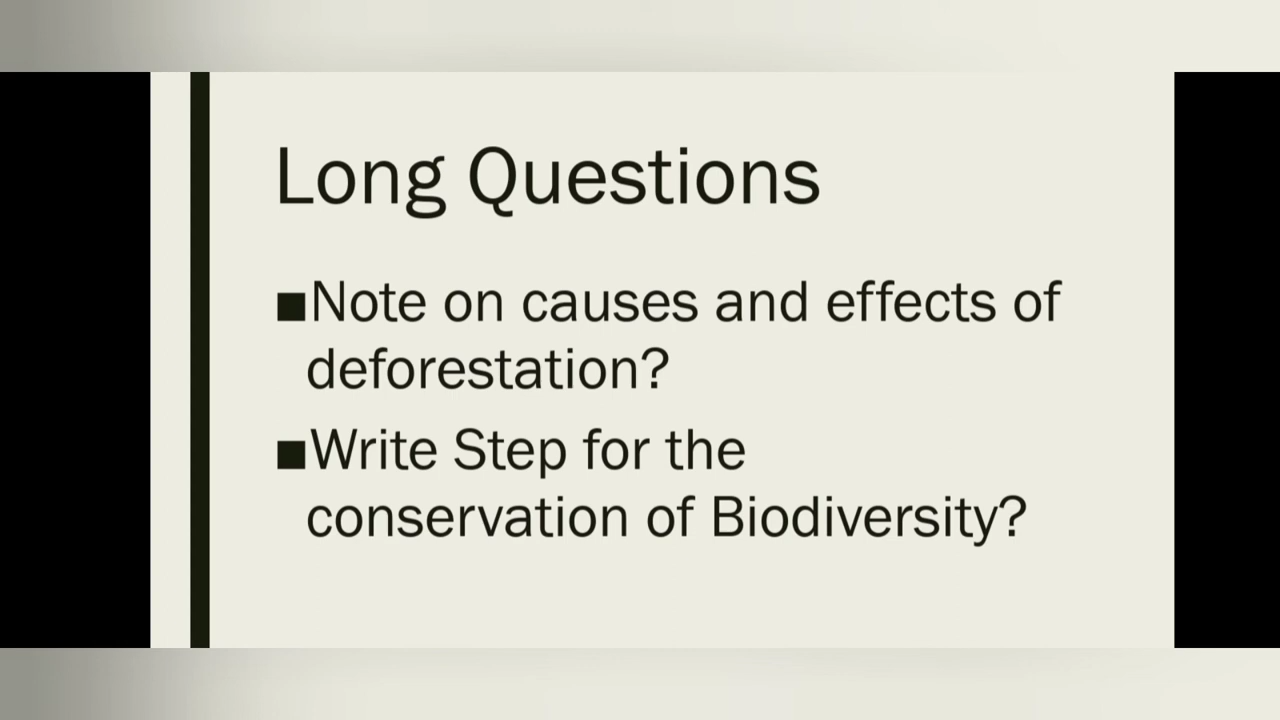 Long Questions
■Note on causes and effects of
deforestation?
■Write Step for the
conservation of Biodiversity?